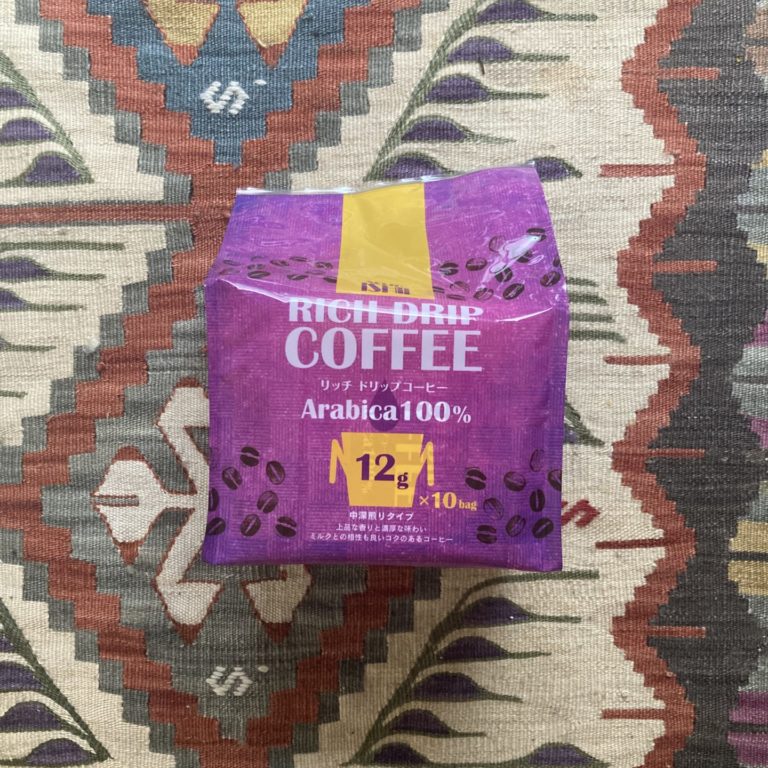 RICH DRIP
COFFEE
リッチ ドリップコーヒー
Arabica100%
12g
×10bag
中深煎りタイプ
上品な香りと濃厚な味わい
ミルクとの相性も良いコクのあるコーヒー